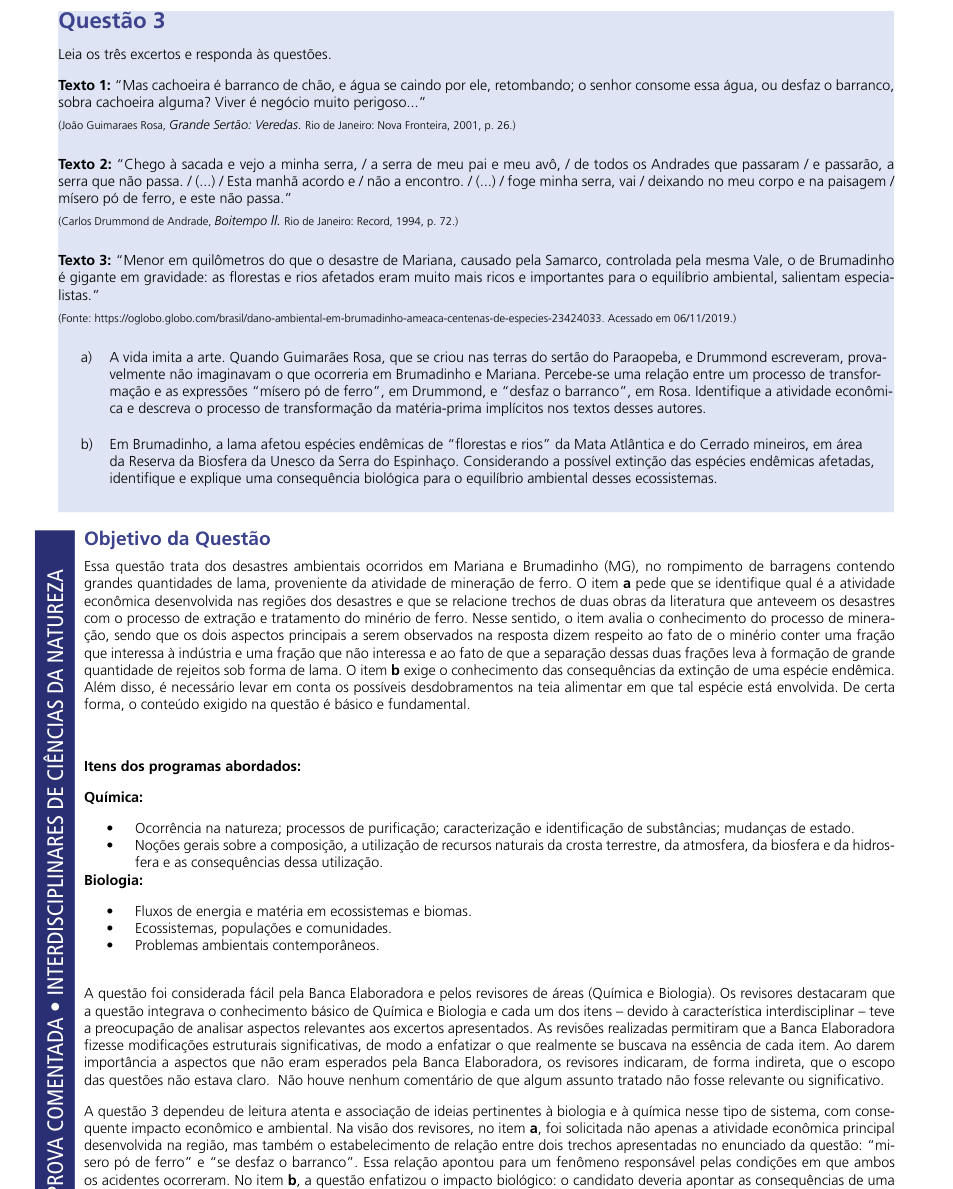 Questão 3
Leia os três excertos e responda às questões.
Texto 1: “Mas cachoeira é barranco de chão, e água se caindo por ele, retombando; o senhor consome essa água, ou desfaz o barranco,
sobra cachoeira alguma? Viver é negócio muito perigoso...”
(João Guimaraes Rosa, Grande Sertão: Veredas. Rio de Janeiro: Nova Fronteira, 2001, p. 26.)
Texto 2: “Chego à sacada e vejo a minha serra, / a serra de meu pai e meu avô, / de todos os Andrades que passaram / e passarão, a
serra que não passa. / (...) / Esta manhã acordo e / não a encontro. / (...) / foge minha serra, vai / deixando no meu corpo e na paisagem /
mísero pó de ferro, e este não passa.”
(Carlos Drummond de Andrade, Boitempo II. Rio de Janeiro: Record, 1994, p. 72.)
Texto 3: “Menor em quilômetros do que o desastre de Mariana, causado pela Samarco, controlada pela mesma Vale, o de Brumadinho
é gigante em gravidade: as florestas e rios afetados eram muito mais ricos e importantes para o equilíbrio ambiental, salientam especia-
listas.”
(Fonte: https://oglobo.globo.com/brasil/dano-ambiental-em-brumadinho-ameaca-centenas-de-especies-23424033. Acessado em 06/11/2019.)
a) A vida imita a arte. Quando Guimarães Rosa, que se criou nas terras do sertão do Paraopeba, e Drummond escreveram, prova-
velmente não imaginavam o que ocorreria em Brumadinho e Mariana. Percebe-se uma relação entre um processo de transfor-
mação e as expressões “mísero pó de ferro”, em Drummond, e “desfaz o barranco”, em Rosa. Identifique a atividade econômi-
ca e descreva o processo de transformação da matéria-prima implícitos nos textos desses autores.
b) Em Brumadinho, a lama afetou espécies endêmicas de “florestas e rios” da Mata Atlântica e do Cerrado mineiros, em área
da Reserva da Biosfera da Unesco da Serra do Espinhaço. Considerando a possível extinção das espécies endêmicas afetadas,
identifique e explique uma consequência biológica para o equilíbrio ambiental desses ecossistemas.
PROVA COMENTADA • INTERDISCIPLINARES DE CIÊNCIAS DA NATUREZA
Objetivo da Questão
Essa questão trata dos desastres ambientais ocorridos em Mariana e Brumadinho (MG), no rompimento de barragens contendo
grandes quantidades de lama, proveniente da atividade de mineração de ferro. O item a pede que se identifique qual é a atividade
econômica desenvolvida nas regiões dos desastres e que se relacione trechos de duas obras da literatura que anteveem os desastres
com o processo de extração e tratamento do minério de ferro. Nesse sentido, o item avalia o conhecimento do processo de minera-
ção, sendo que os dois aspectos principais a serem observados na resposta dizem respeito ao fato de o minério conter uma fração
que interessa à indústria e uma fração que não interessa e ao fato de que a separação dessas duas frações leva à formação de grande
quantidade de rejeitos sob forma de lama. O item b exige o conhecimento das consequências da extinção de uma espécie endêmica.
Além disso, é necessário levar em conta os possíveis desdobramentos na teia alimentar em que tal espécie está envolvida. De certa
forma, o conteúdo exigido na questão é básico e fundamental.
Itens dos programas abordados:
Química:
• Ocorrência na natureza; processos de purificação; caracterização e identificação de substâncias; mudanças de estado.
• Noções gerais sobre a composição, a utilização de recursos naturais da crosta terrestre, da atmosfera, da biosfera e da hidros-
fera e as consequências dessa utilização.
Biologia:
• Fluxos de energia e matéria em ecossistemas e biomas.
• Ecossistemas, populações e comunidades.
• Problemas ambientais contemporâneos.
A questão foi considerada fácil pela Banca Elaboradora e pelos revisores de áreas (Química e Biologia). Os revisores destacaram que
a questão integrava o conhecimento básico de Química e Biologia e cada um dos itens – devido à característica interdisciplinar – teve
a preocupação de analisar aspectos relevantes aos excertos apresentados. As revisões realizadas permitiram que a Banca Elaboradora
fizesse modificações estruturais significativas, de modo a enfatizar o que realmente se buscava na essência de cada item. Ao darem
importância a aspectos que não eram esperados pela Banca Elaboradora, os revisores indicaram, de forma indireta, que o escopo
das questões não estava claro. Não houve nenhum comentário de que algum assunto tratado não fosse relevante ou significativo.
A questão 3 dependeu de leitura atenta e associação de ideias pertinentes à biologia e à química nesse tipo de sistema, com conse-
quente impacto econômico e ambiental. Na visão dos revisores, no item a, foi solicitada não apenas a atividade econômica principal
desenvolvida na região, mas também o estabelecimento de relação entre dois trechos apresentadas no enunciado da questão: “mí-
sero pó de ferro” e “se desfaz o barranco”. Essa relação apontou para um fenômeno responsável pelas condições em que ambos
os acidentes ocorreram. No item b, a questão enfatizou o impacto biológico: o candidato deveria apontar as consequências de uma